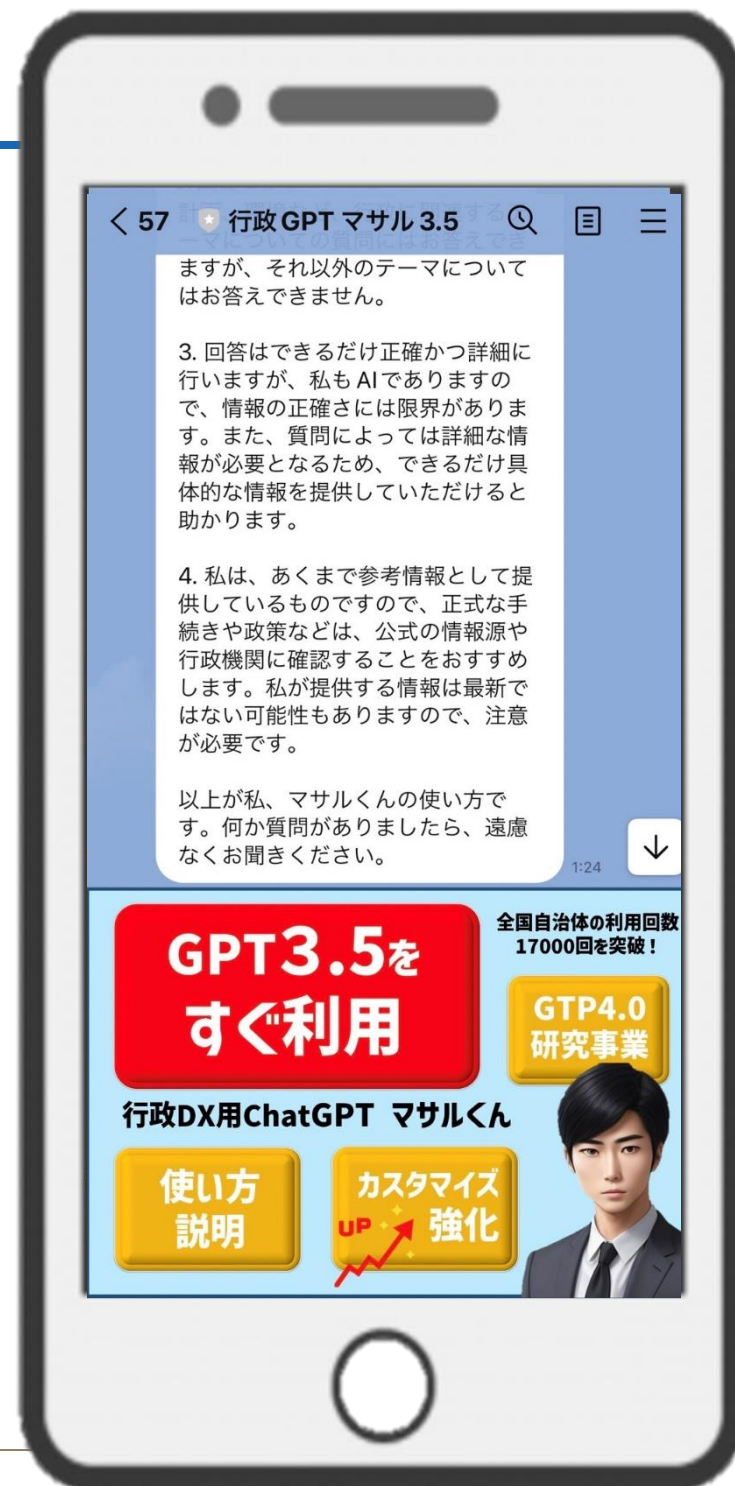 57 行政GPT マサル3.5
ますが、それ以外のテーマについて
はお答えできません。
3. 回答はできるだけ正確かつ詳細に
行いますが、私もAIでありますの
で、情報の正確さには限界がありま
す。また、質問によっては詳細な情
報が必要となるため、できるだけ具
体的な情報を提供していただけると
助かります。
4. 私は、あくまで参考情報として提
供しているものですので、正式な手
続きや政策などは、公式の情報源や
行政機関に確認することをおすすめ
します。私が提供する情報は最新で
はない可能性もありますので、注意
が必要です。
以上が私、マサルくんの使い方で
す。何か質問がありましたら、遠慮
なくお聞きください。
1:24
GPT3.5を
すぐ利用
全国自治体の利用回数
17000回を突破！
GTP4.0
研究事業
行政DX用ChatGPT マサルくん
使い方
説明
カスタマイズ
UP 強化